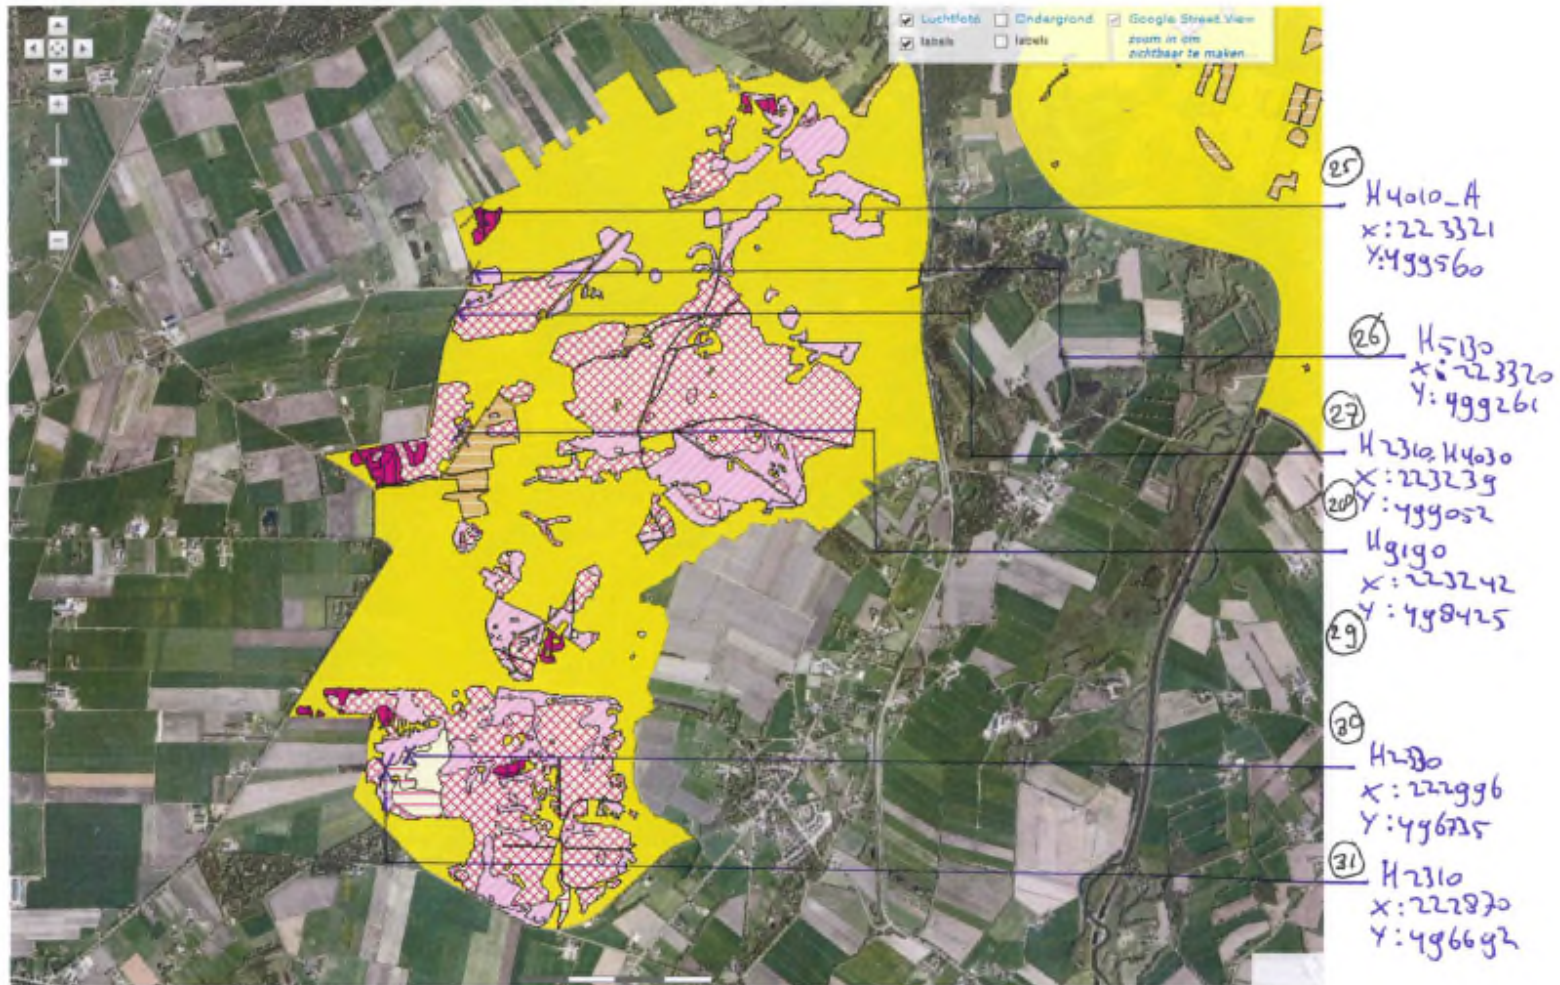 Luchtfoto Ondergrond Google Street View
labels labels zoom in om
zichtbaar te maken...
25
H4010_A
X: 223321
Y: 499560
26
H5130
X: 223320
Y: 499261
27
H2310, H4030
X: 223239
Y: 499052
H9190
X: 223242
Y: 498425
29
30
H2330
X: 222996
Y: 496735
31
H2310
X: 222870
Y: 496692